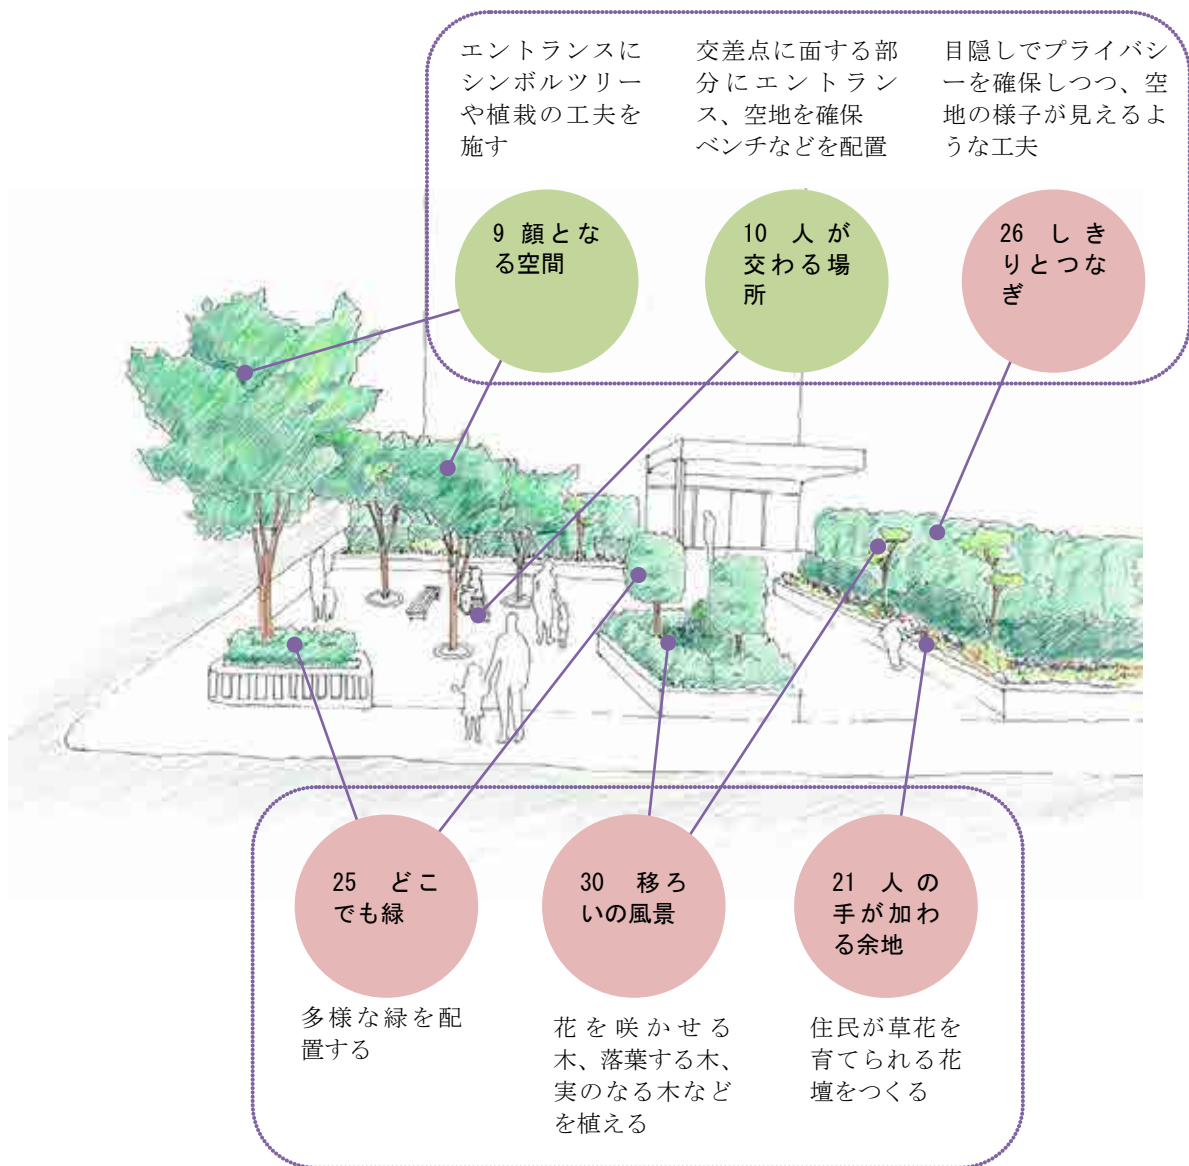 エントランスに
シンボルツリー
や植栽の工夫を
施す
交差点に面する部
分にエントラン
ス、空地を確保
ベンチなどを配置
目隠しでプライバシ
ーを確保しつつ、空
地の様子が見えるよ
うな工夫
9 顔とな
る空間
10 人が
交わる場
所
26 しき
りとつな
ぎ
25 どこ
でも緑
30 移ろ
いの風景
21 人の
手が加わ
る余地
多様な緑を配
置する
花を咲かせる
木、落葉する木、
実のなる木など
を植える
住民が草花を
育てられる花
壇をつくる